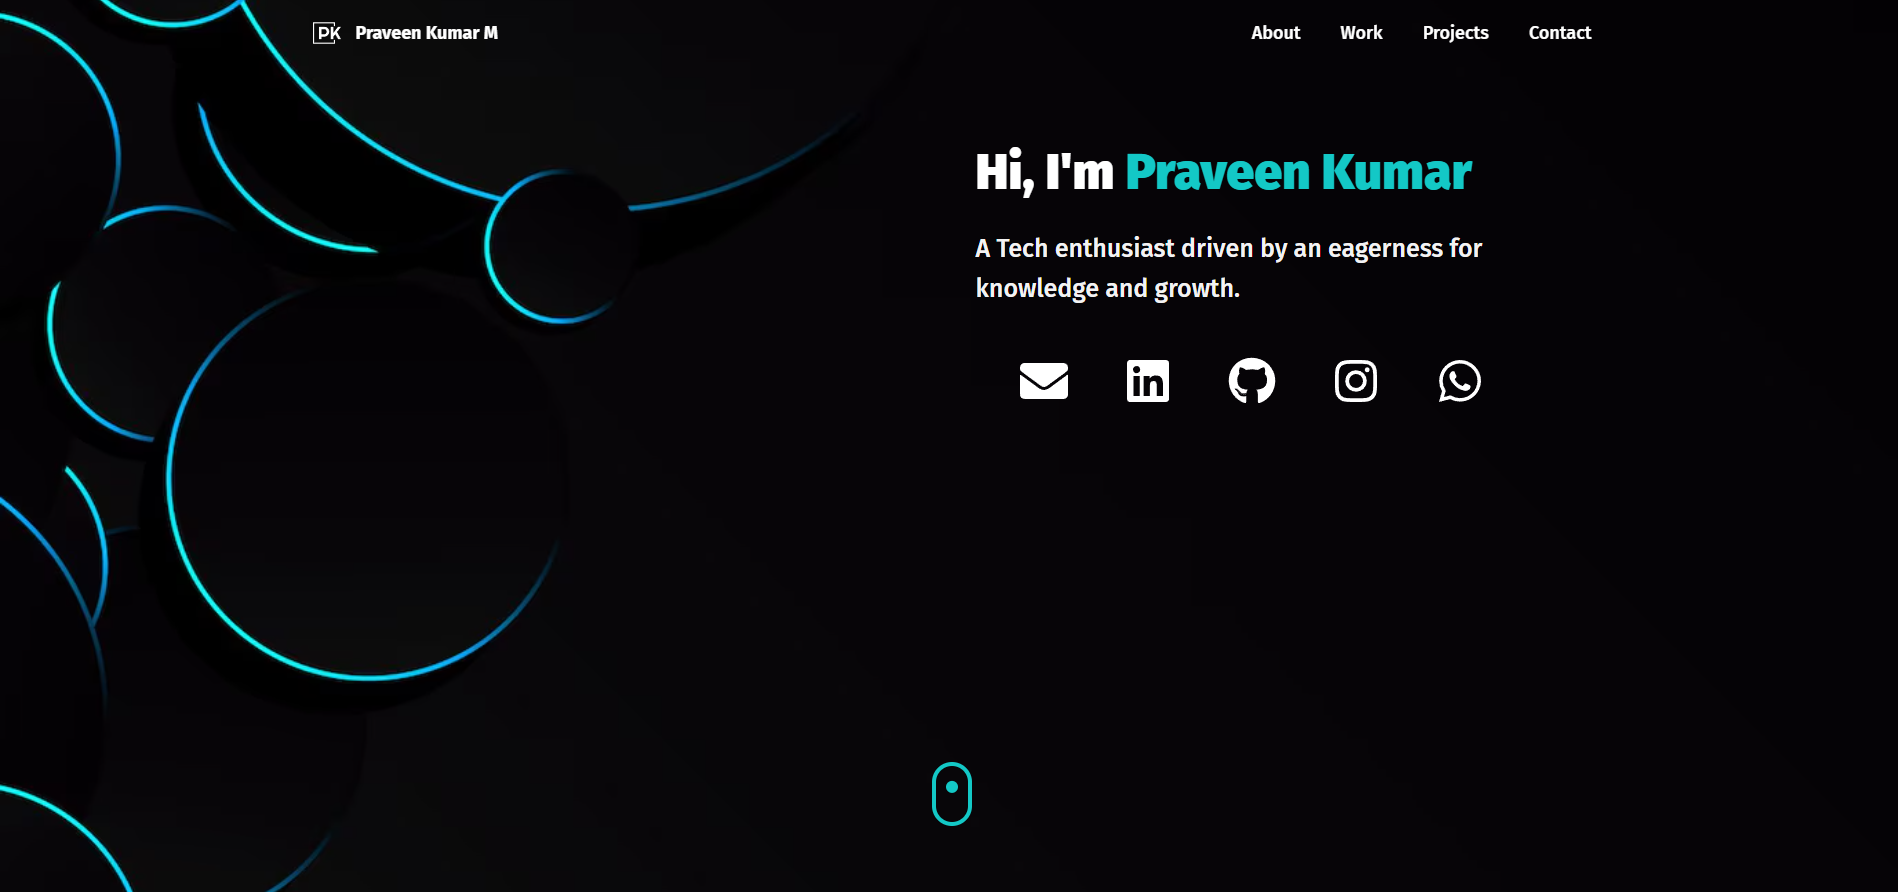 PK Praveen Kumar M
About Work Projects Contact
Hi, I'm Praveen Kumar
A Tech enthusiast driven by an eagerness for
knowledge and growth.
in